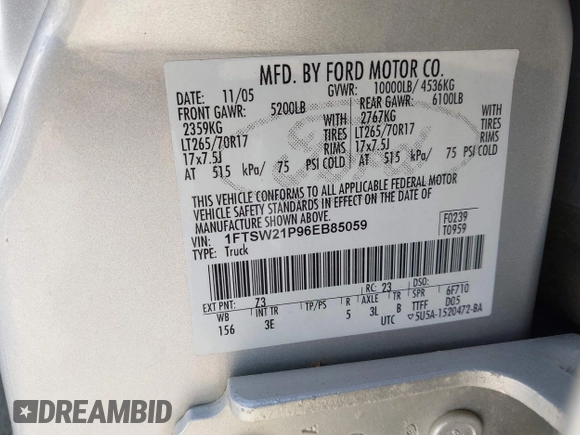 MFD. BY FORD MOTOR CO.
DATE: 11/05 GVWR: 10000LB/ 4536KG
FRONT GAWR: 5200LB REAR GAWR: 6100LB
2359KG WITH 2767KG WITH
LT265/70R17 TIRES LT265/70R17 TIRES
17x7.5J RIMS 17x7.5J RIMS
AT 515 kPa/ 75 PSI COLD AT 515 kPa/ 75 PSI COLD
THIS VEHICLE CONFORMS TO ALL APPLICABLE FEDERAL MOTOR
VEHICLE SAFETY STANDARDS IN EFFECT ON THE DATE OF
MANUFACTURE SHOWN ABOVE.
VIN: 1FTSW21P96EB85059 F0239
TYPE: Truck T0959
RC: 23 DSO:
EXT PNT: Z3 6F710
WB INT TR TP/PS R AXLE TR SPR D05
156 3E 5 3L B TTFF
UTC ▽5U5A-1520472-BA
Ford
DREAMBID